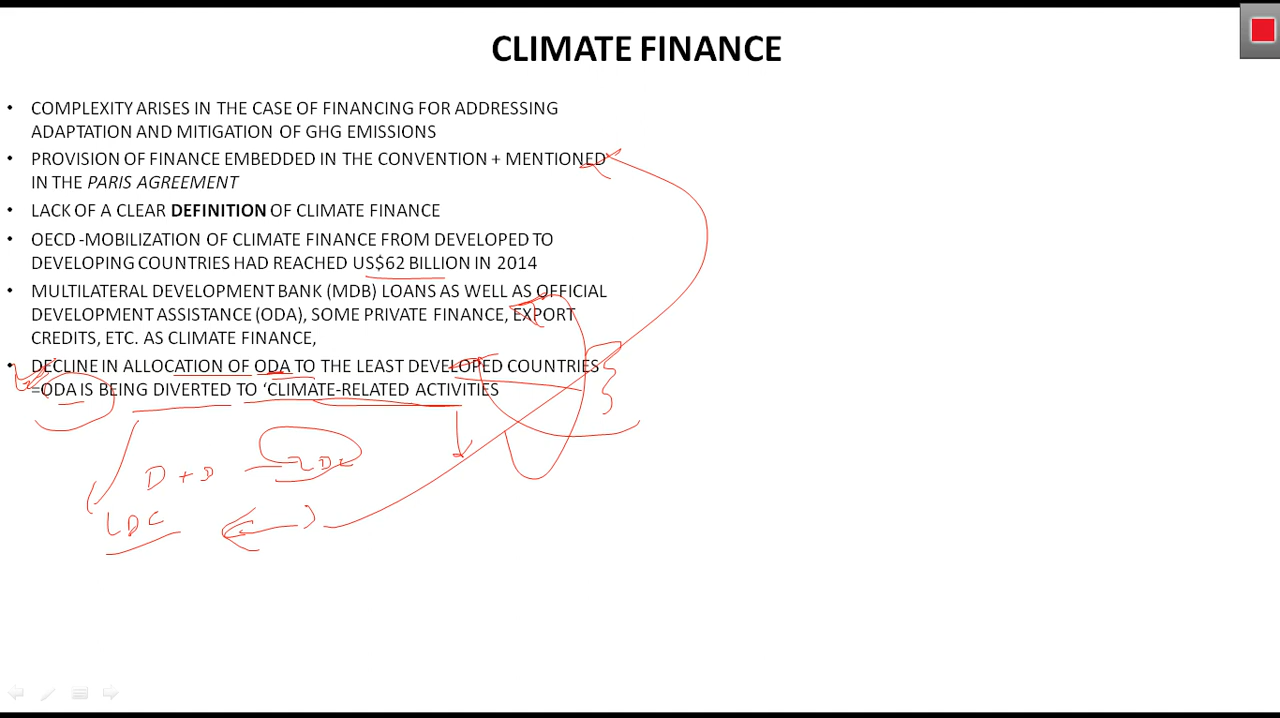 CLIMATE FINANCE
• COMPLEXITY ARISES IN THE CASE OF FINANCING FOR ADDRESSING
ADAPTATION AND MITIGATION OF GHG EMISSIONS
• PROVISION OF FINANCE EMBEDDED IN THE CONVENTION + MENTIONED
IN THE PARIS AGREEMENT
• LACK OF A CLEAR DEFINITION OF CLIMATE FINANCE
• OECD -MOBILIZATION OF CLIMATE FINANCE FROM DEVELOPED TO
DEVELOPING COUNTRIES HAD REACHED US$62 BILLION IN 2014
• MULTILATERAL DEVELOPMENT BANK (MDB) LOANS AS WELL AS OFFICIAL
DEVELOPMENT ASSISTANCE (ODA), SOME PRIVATE FINANCE, EXPORT
CREDITS, ETC. AS CLIMATE FINANCE,
• DECLINE IN ALLOCATION OF ODA TO THE LEAST DEVELOPED COUNTRIES
=ODA IS BEING DIVERTED TO ‘CLIMATE-RELATED ACTIVITIES
D + D LDC
LDC